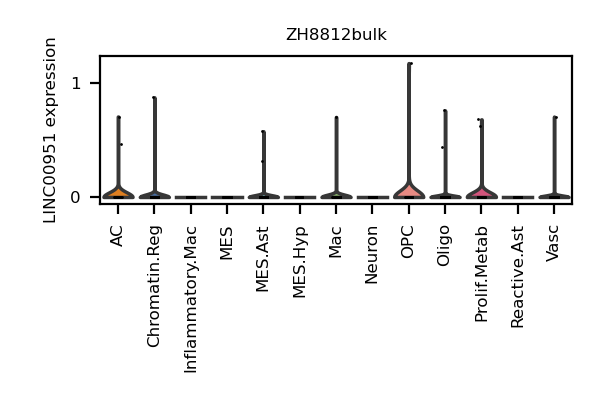 ZH8812bulk
LINC00951 expression
1
0
AC
Chromatin.Reg
Inflammatory.Mac
MES
MES.Ast
MES.Hyp
Mac
Neuron
OPC
Oligo
Prolif.Metab
Reactive.Ast
Vasc